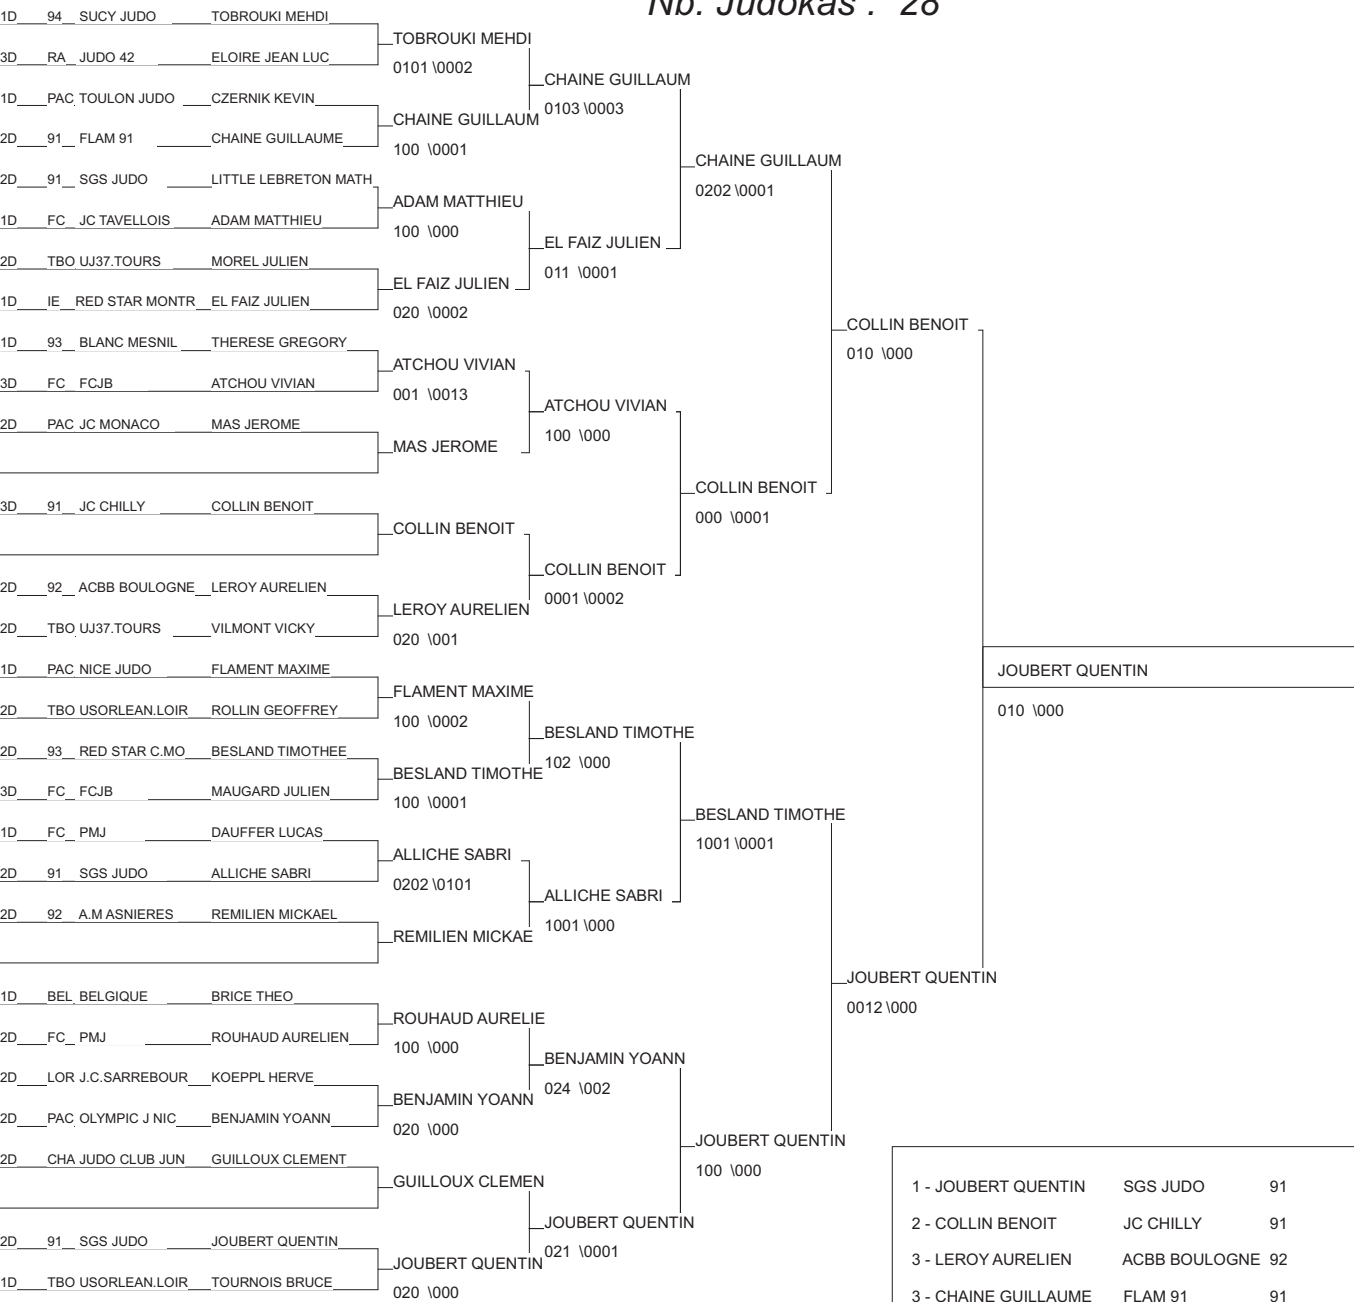 Nb. Judokas : 28
1D 94 SUCY JUDO TOBROUKI MEHDI
TOBROUKI MEHDI
3D RA JUDO 42 ELOIRE JEAN LUC
0101 \0002
CHAINE GUILLAUM
1D PAC TOULON JUDO CZERNIK KEVIN
0103 \0003
CHAINE GUILLAUM
2D 91 FLAM 91 CHAINE GUILLAUME
100 \0001
CHAINE GUILLAUM
2D 91 SGS JUDO LITTLE LEBRETON MATH
0202 \0001
ADAM MATTHIEU
1D FC JC TAVELLOIS ADAM MATTHIEU
100 \000
EL FAIZ JULIEN
2D TBO UJ37.TOURS MOREL JULIEN
011 \0001
EL FAIZ JULIEN
1D IE RED STAR MONTR EL FAIZ JULIEN
020 \0002
COLLIN BENOIT
1D 93 BLANC MESNIL THERESE GREGORY
010 \000
ATCHOU VIVIAN
3D FC FCJB ATCHOU VIVIAN
001 \0013
ATCHOU VIVIAN
2D PAC JC MONACO MAS JEROME
100 \000
MAS JEROME
COLLIN BENOIT
3D 91 JC CHILLY COLLIN BENOIT
000 \0001
COLLIN BENOIT
COLLIN BENOIT
2D 92 ACBB BOULOGNE LEROY AURELIEN
0001 \0002
LEROY AURELIEN
2D TBO UJ37.TOURS VILMONT VICKY
020 \001
1D PAC NICE JUDO FLAMENT MAXIME
JOUBERT QUENTIN
FLAMENT MAXIME
2D TBO USORLEAN.LOIR ROLLIN GEOFFREY
010 \000
100 \0002
BESLAND TIMOTHE
2D 93 RED STAR C.MO BESLAND TIMOTHEE
102 \000
BESLAND TIMOTHE
3D FC FCJB MAUGARD JULIEN
100 \0001
BESLAND TIMOTHE
1D FC PMJ DAUFFER LUCAS
1001 \0001
ALLICHE SABRI
2D 91 SGS JUDO ALLICHE SABRI
0202 \0101
ALLICHE SABRI
2D 92 A.M ASNIERES REMILIEN MICKAEL
1001 \000
REMILIEN MICKAE
JOUBERT QUENTIN
1D BEL BELGIQUE BRICE THEO
0012 \000
ROUHAUD AURELIE
2D FC PMJ ROUHAUD AURELIEN
100 \000
BENJAMIN YOANN
2D LOR J.C.SARREBOUR KOEPPL HERVE
024 \002
BENJAMIN YOANN
2D PAC OLYMPIC J NIC BENJAMIN YOANN
020 \000
JOUBERT QUENTIN
2D CHA JUDO CLUB JUN GUILLOUX CLEMENT
100 \000
GUILLOUX CLEMEN
1 - JOUBERT QUENTIN SGS JUDO 91
JOUBERT QUENTIN
2 - COLLIN BENOIT JC CHILLY 91
2D 91 SGS JUDO JOUBERT QUENTIN
021 \0001
3 - LEROY AURELIEN ACBB BOULOGNE 92
JOUBERT QUENTIN
1D TBO USORLEAN.LOIR TOURNOIS BRUCE
020 \000
3 - CHAINE GUILLAUME FLAM 91 91